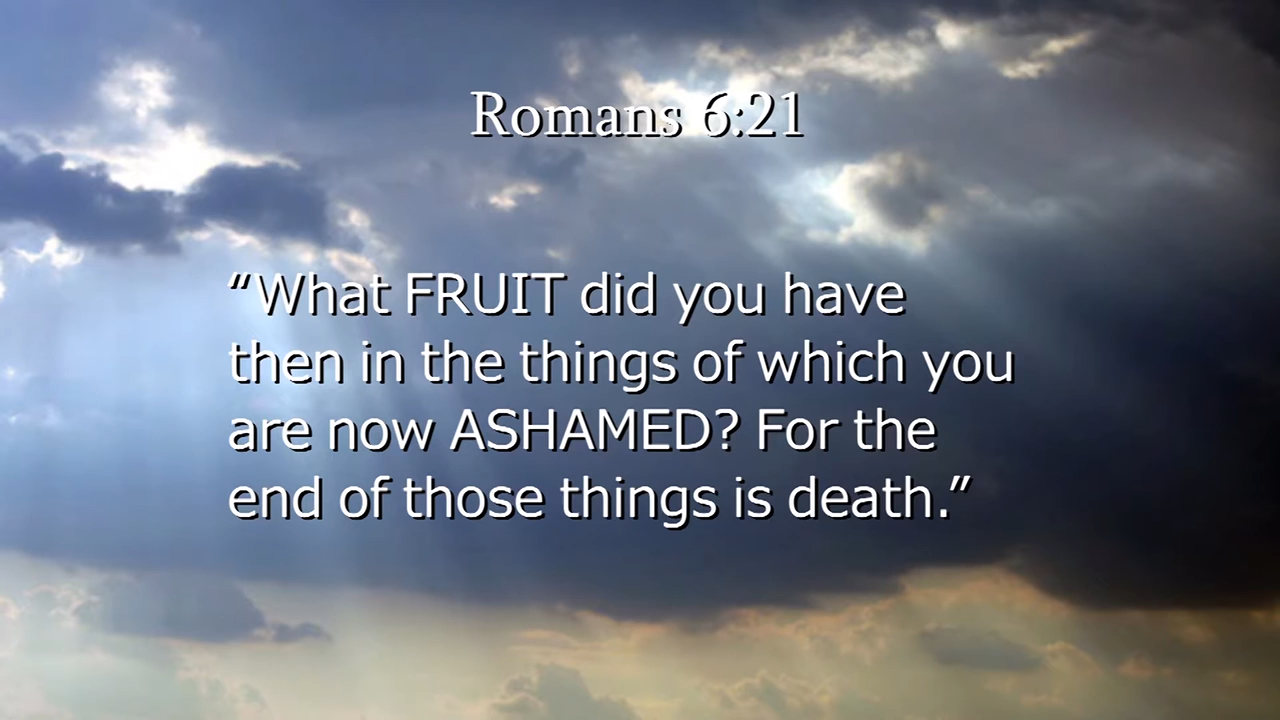 Romans 6:21
“What FRUIT did you have
then in the things of which you
are now ASHAMED? For the
end of those things is death.”